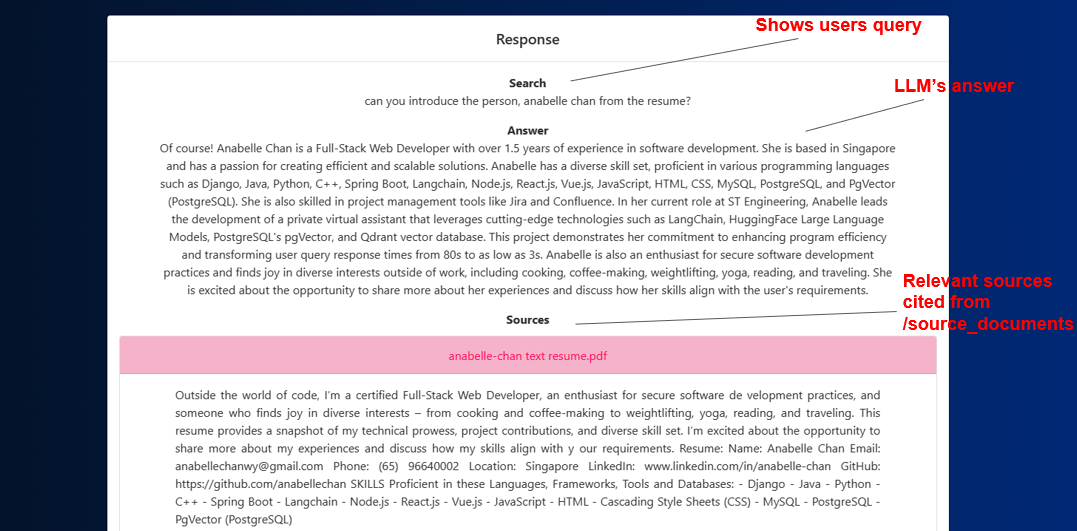 Shows users query
Response
Search
can you introduce the person, anabelle chan from the resume?
LLM's answer
Answer
Of course! Anabelle Chan is a Full-Stack Web Developer with over 1.5 years of experience in software development. She is based in Singapore
and has a passion for creating efficient and scalable solutions. Anabelle has a diverse skill set, proficient in various programming languages
such as Django, Java, Python, C++, Spring Boot, Langchain, Node.js, React.js, Vue.js, JavaScript, HTML, CSS, MySQL, PostgreSQL, and PgVector
(PostgreSQL). She is also skilled in project management tools like Jira and Confluence. In her current role at ST Engineering, Anabelle leads
the development of a private virtual assistant that leverages cutting-edge technologies such as LangChain, HuggingFace Large Language
Models, PostgreSQL's pgVector, and Qdrant vector database. This project demonstrates her commitment to enhancing program efficiency
and transforming user query response times from 80s to as low as 3s. Anabelle is also an enthusiast for secure software development
practices and finds joy in diverse interests outside of work, including cooking, coffee-making, weightlifting, yoga, reading, and traveling. She
is excited about the opportunity to share more about her experiences and discuss how her skills align with the user's requirements.
Relevant sources
cited from
/source_documents
Sources
anabelle-chan text resume.pdf
Outside the world of code, I'm a certified Full-Stack Web Developer, an enthusiast for secure software de velopment practices, and
someone who finds joy in diverse interests – from cooking and coffee-making to weightlifting, yoga, reading, and traveling. This
resume provides a snapshot of my technical prowess, project contributions, and diverse skill set. I'm excited about the opportunity to
share more about my experiences and discuss how my skills align with y our requirements. Resume: Name: Anabelle Chan Email:
anabellechanwy@gmail.com Phone: (65) 96640002 Location: Singapore LinkedIn: www.linkedin.com/in/anabelle-chan GitHub:
https://github.com/anabellechan SKILLS Proficient in these Languages, Frameworks, Tools and Databases: - Django - Java - Python -
C++ - Spring Boot - Langchain - Node.js - React.js - Vue.js - JavaScript - HTML - Cascading Style Sheets (CSS) - MySQL - PostgreSQL -
PgVector (PostgreSQL)